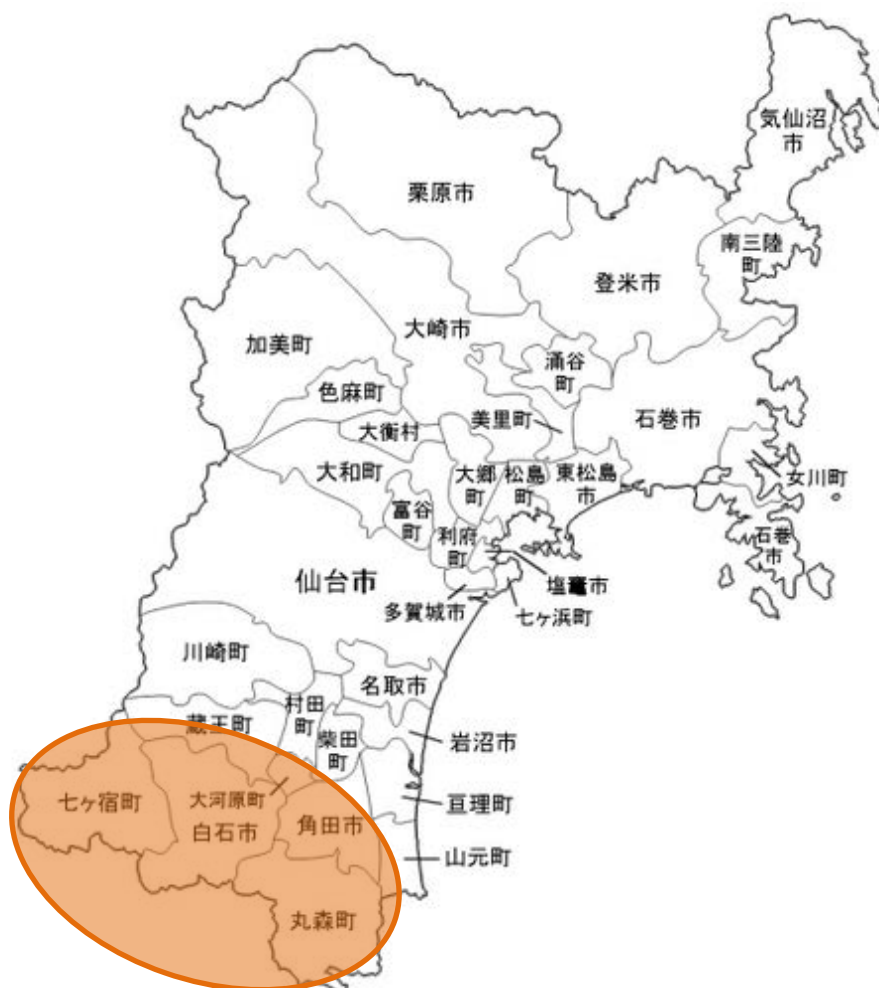 気仙沼
市
栗原市
南三陸
町
登米市
大崎市
加美町
涌谷
町
色麻町
美里町
石巻市
大衡村
大和町
大郷
町
松島
町
東松島
市
女川町
富谷
町
利府
町
石巻
市
仙台市
塩竈市
多賀城市
七ヶ浜町
川崎町
名取市
村田
町
蔵王町
柴田
町
岩沼市
七ヶ宿町
大河原町
亘理町
白石市
角田市
山元町
丸森町